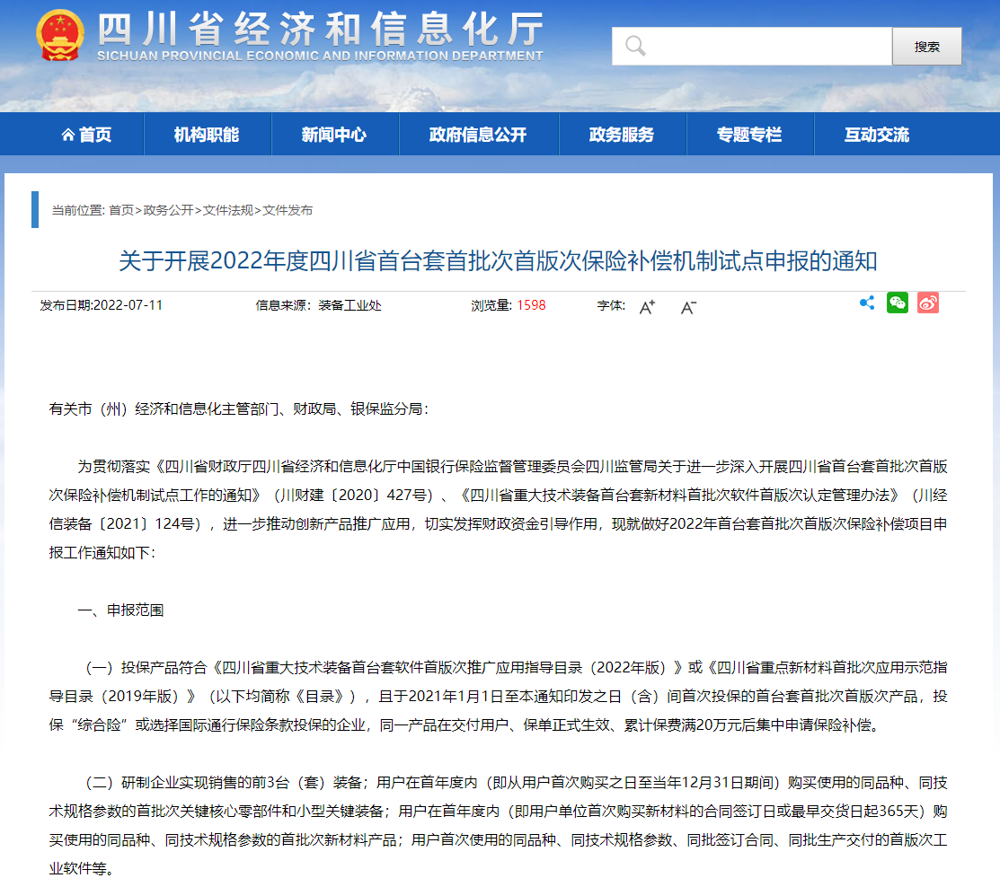 四川省经济和信息化厅
SICHUAN PROVINCIAL ECONOMIC AND INFORMATION DEPARTMENT
搜索
首页 机构职能 新闻中心 政府信息公开 政务服务 专题专栏 互动交流
当前位置: 首页>政务公开>文件法规>文件发布
关于开展2022年度四川省首台套首批次首版次保险补偿机制试点申报的通知
发布日期:2022-07-11 信息来源：装备工业处 浏览量: 1598 字体: A+ A-
有关市（州）经济和信息化主管部门、财政局、银保监分局：
为贯彻落实《四川省财政厅四川省经济和信息化厅中国银行保险监督管理委员会四川监管局关于进一步深入开展四川省首台套首批次首版
次保险补偿机制试点工作的通知》（川财建〔2020〕427号）、《四川省重大技术装备首台套新材料首批次软件首版次认定管理办法》（川经
信装备〔2021〕124号），进一步推动创新产品推广应用，切实发挥财政资金引导作用，现就做好2022年首台套首批次首版次保险补偿项目申
报工作通知如下：
一、申报范围
（一）投保产品符合《四川省重大技术装备首台套软件首版次推广应用指导目录（2022年版）》或《四川省重点新材料首批次应用示范指
导目录（2019年版）》（以下均简称《目录》），且于2021年1月1日至本通知印发之日（含）间首次投保的首台套首批次首版次产品，投
保“综合险”或选择国际通行保险条款投保的企业，同一产品在交付用户、保单正式生效、累计保费满20万元后集中申请保险补偿。
（二）研制企业实现销售的前3台（套）装备；用户在首年度内（即从用户首次购买之日至当年12月31日期间）购买使用的同品种、同技
术规格参数的首批次关键核心零部件和小型关键装备；用户在首年度内（即用户单位首次购买新材料的合同签订日或最早交货日起365天）购
买使用的同品种、同技术规格参数的首批次新材料产品；用户首次使用的同品种、同技术规格参数、同批签订合同、同批生产交付的首版次工
业软件等。